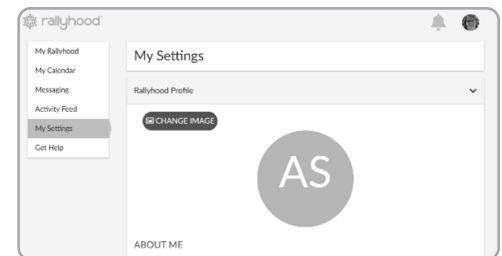 rallyhood
My Rallyhood
My Calendar
Messaging
Activity Feed
My Settings
Get Help
My Settings
Rallyhood Profile
CHANGE IMAGE
AS
ABOUT ME